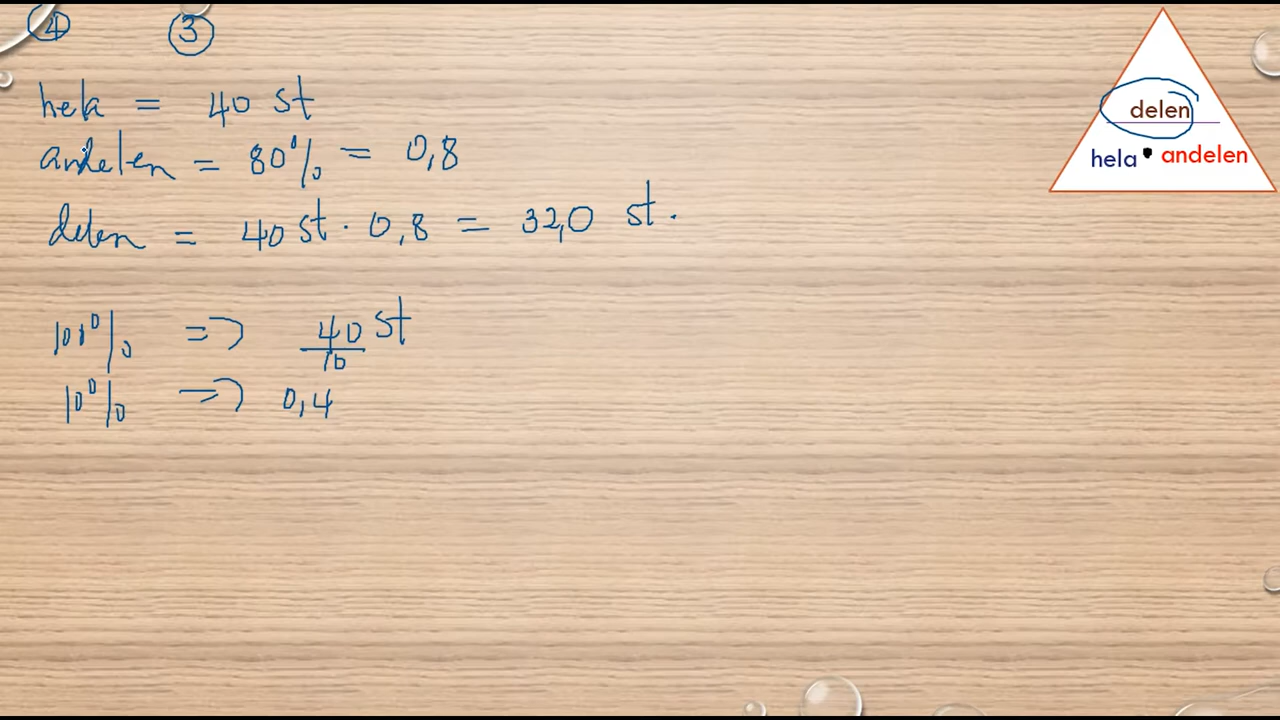 ④ ③
hela = 40 st
andelen = 80% = 0,8
delen = 40 st · 0,8 = 32,0 st.
100% => 40 st
10
10% => 0,4
delen
hela • andelen